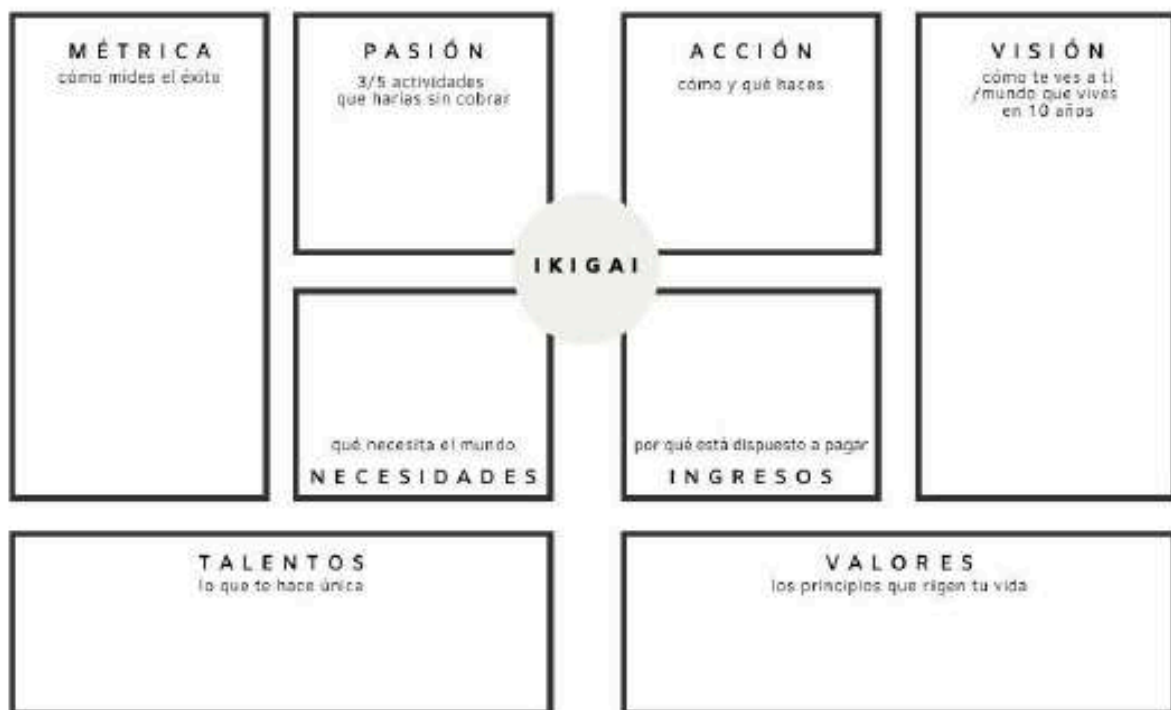 MÉTRICA
cómo mides el éxito
PASIÓN
3/5 actividades
que harías sin cobrar
ACCIÓN
cómo y qué haces
VISIÓN
cómo te ves a ti
/mundo que vives
en 10 años
IKIGAI
qué necesita el mundo
NECESIDADES
por qué está dispuesto a pagar
INGRESOS
TALENTOS
lo que te hace única
VALORES
los principios que rigen tu vida